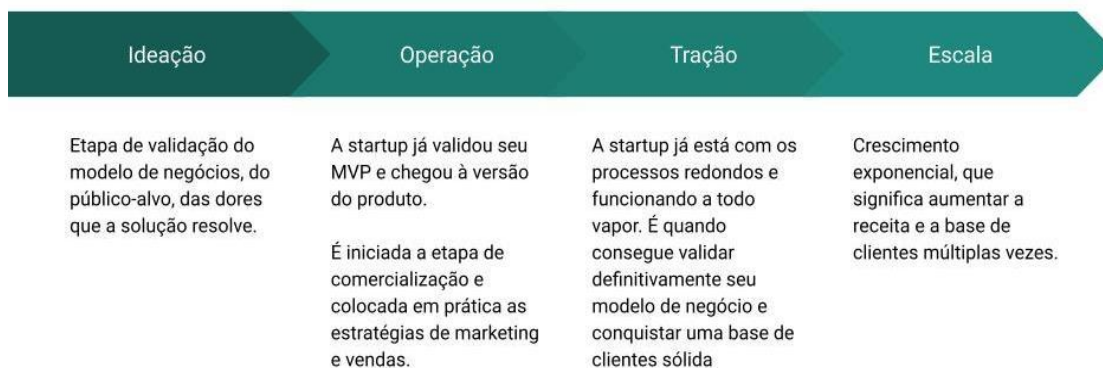 Ideação
Operação
Tração
Escala
Etapa de validação do
modelo de negócios, do
público-alvo, das dores
que a solução resolve.
A startup já validou seu
MVP e chegou à versão
do produto.
É iniciada a etapa de
comercialização e
colocada em prática as
estratégias de marketing
e vendas.
A startup já está com os
processos redondos e
funcionando a todo
vapor. É quando
consegue validar
definitivamente seu
modelo de negócio e
conquistar uma base de
clientes sólida
Crescimento
exponencial, que
significa aumentar a
receita e a base de
clientes múltiplas vezes.